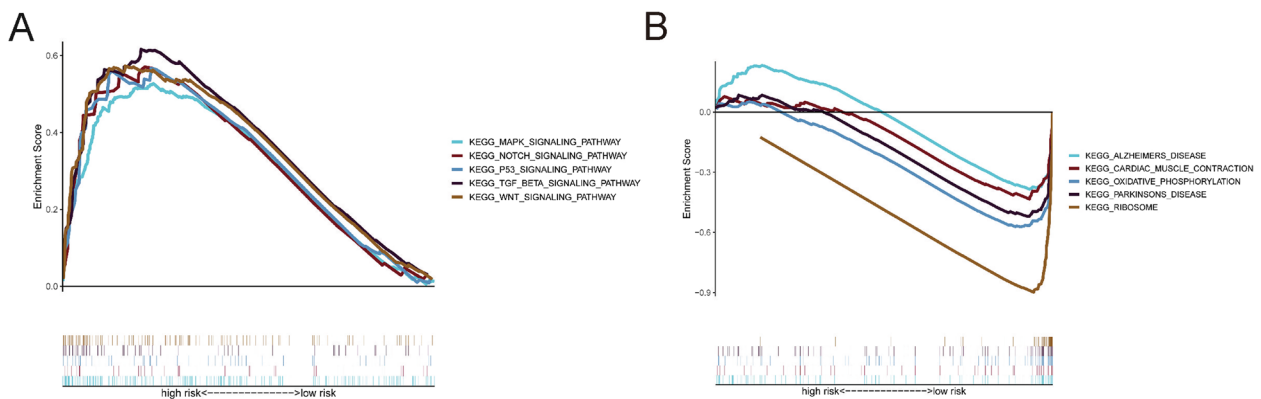 A
0.6
0.4
0.2
0.0
Enrichment Score
KEGG_MAPK_SIGNALING_PATHWAY
KEGG_NOTCH_SIGNALING_PATHWAY
KEGG_P53_SIGNALING_PATHWAY
KEGG_TGF_BETA_SIGNALING_PATHWAY
KEGG_WNT_SIGNALING_PATHWAY
high risk<--------------->low risk
B
0.0
−0.3
−0.6
−0.9
Enrichment Score
KEGG_ALZHEIMERS_DISEASE
KEGG_CARDIAC_MUSCLE_CONTRACTION
KEGG_OXIDATIVE_PHOSPHORYLATION
KEGG_PARKINSONS_DISEASE
KEGG_RIBOSOME
high risk<--------------->low risk